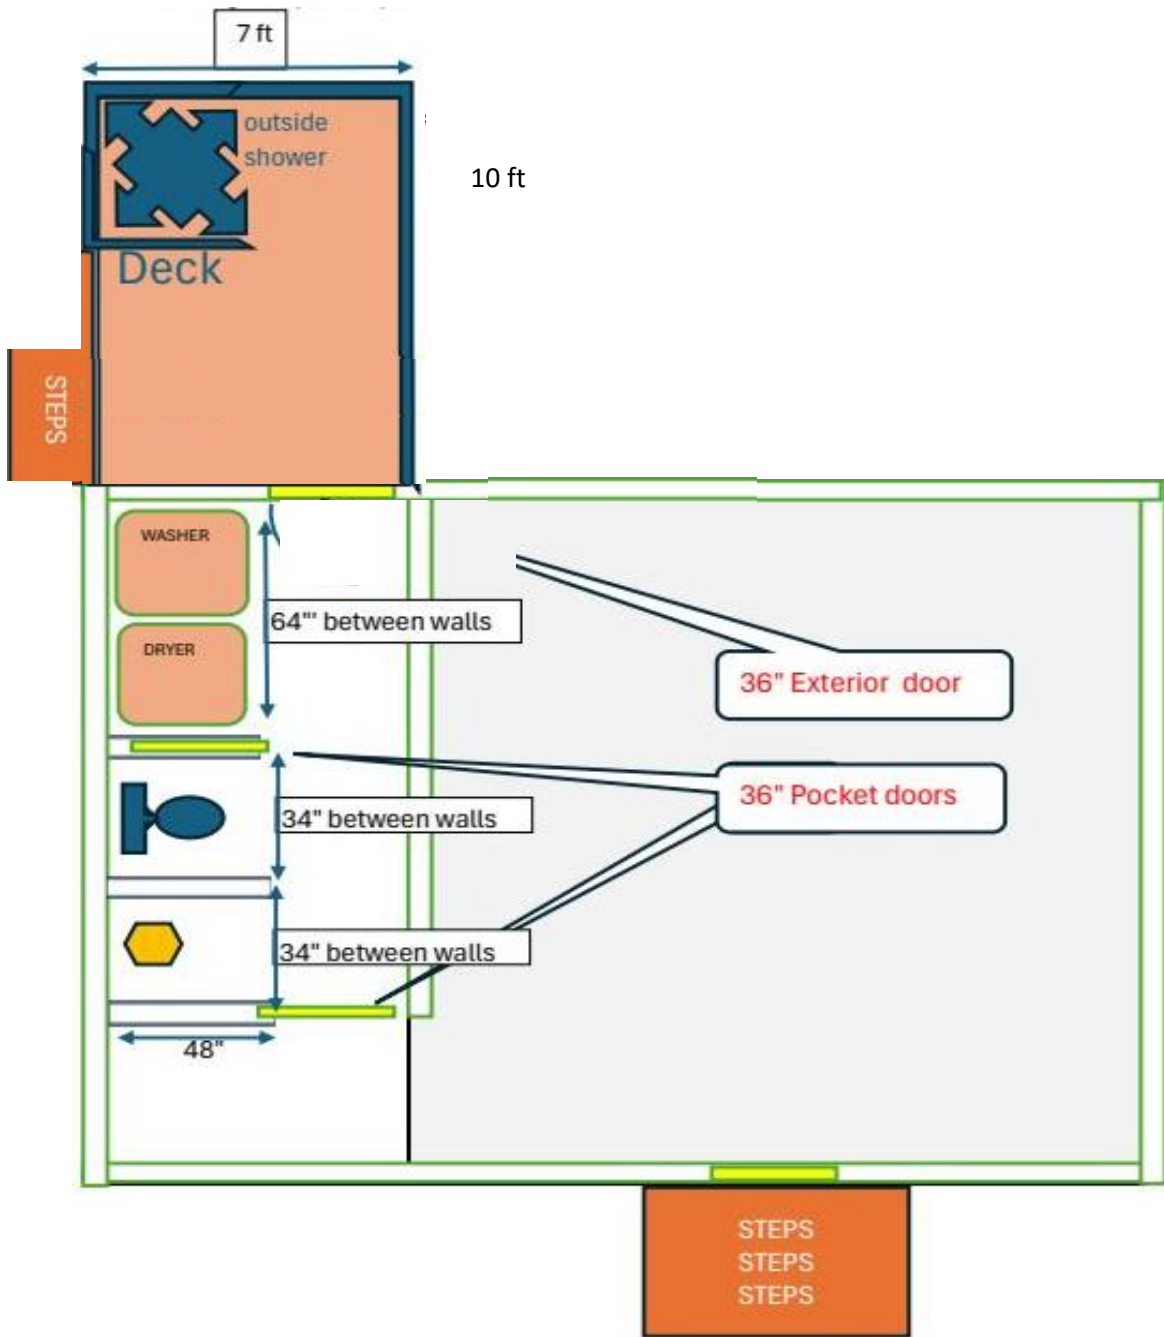 7 ft
outside
shower
10 ft
Deck
STEPS
WASHER
64"' between walls
DRYER
36" Exterior door
36" Pocket doors
34" between walls
34" between walls
48"
STEPS
STEPS
STEPS